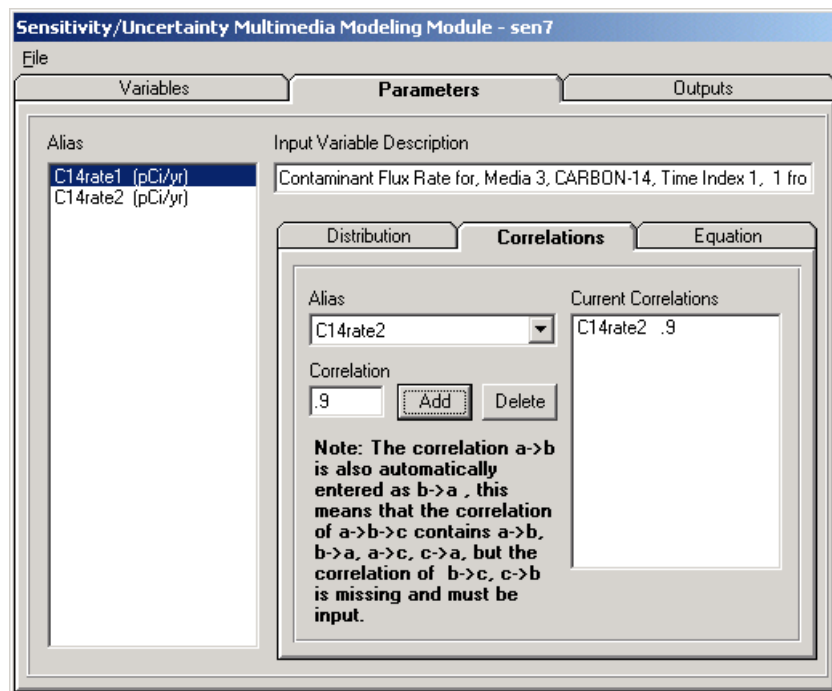 Sensitivity/Uncertainty Multimedia Modeling Module - sen7
File
Variables
Parameters
Outputs
Alias
C14rate1 (pCi/yr)
C14rate2 (pCi/yr)
Input Variable Description
Contaminant Flux Rate for, Media 3, CARBON-14, Time Index 1, 1 fro
Distribution
Correlations
Equation
Alias
C14rate2
Correlation
.9
Add
Delete
Note: The correlation a->b
is also automatically
entered as b->a , this
means that the correlation
of a->b->c contains a->b,
b->a, a->c, c->a, but the
correlation of b->c, c->b
is missing and must be
input.
Current Correlations
C14rate2 .9